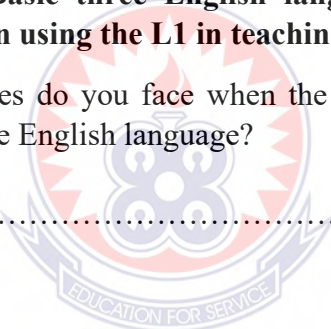 Basic three English lang
n using the L1 in teachin
es do you face when the
e English language?
................................
EDUCATION FOR SERVICE